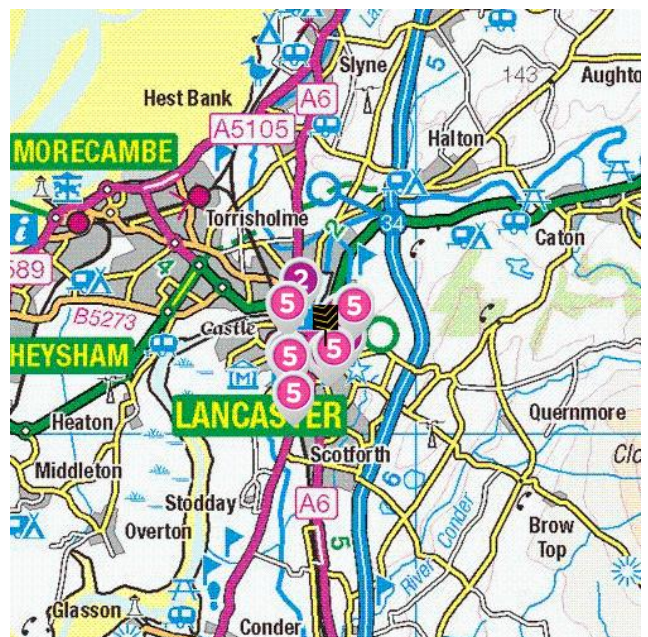 Slyne
5
143
Aughto
Hest Bank
A6
A5105
Halton
MORECAMBE
Torrisholme
2
34
i
Caton
589
4
2
5
5
B5273
Castle
5
5
HEYSHAM
M
5
LANCASTER
Quernmore
Heaton
Scotforth
Clo
Middleton
6
Stodday
A6
Conder
Brow
Top
Overton
5
River
Glasson
Conder